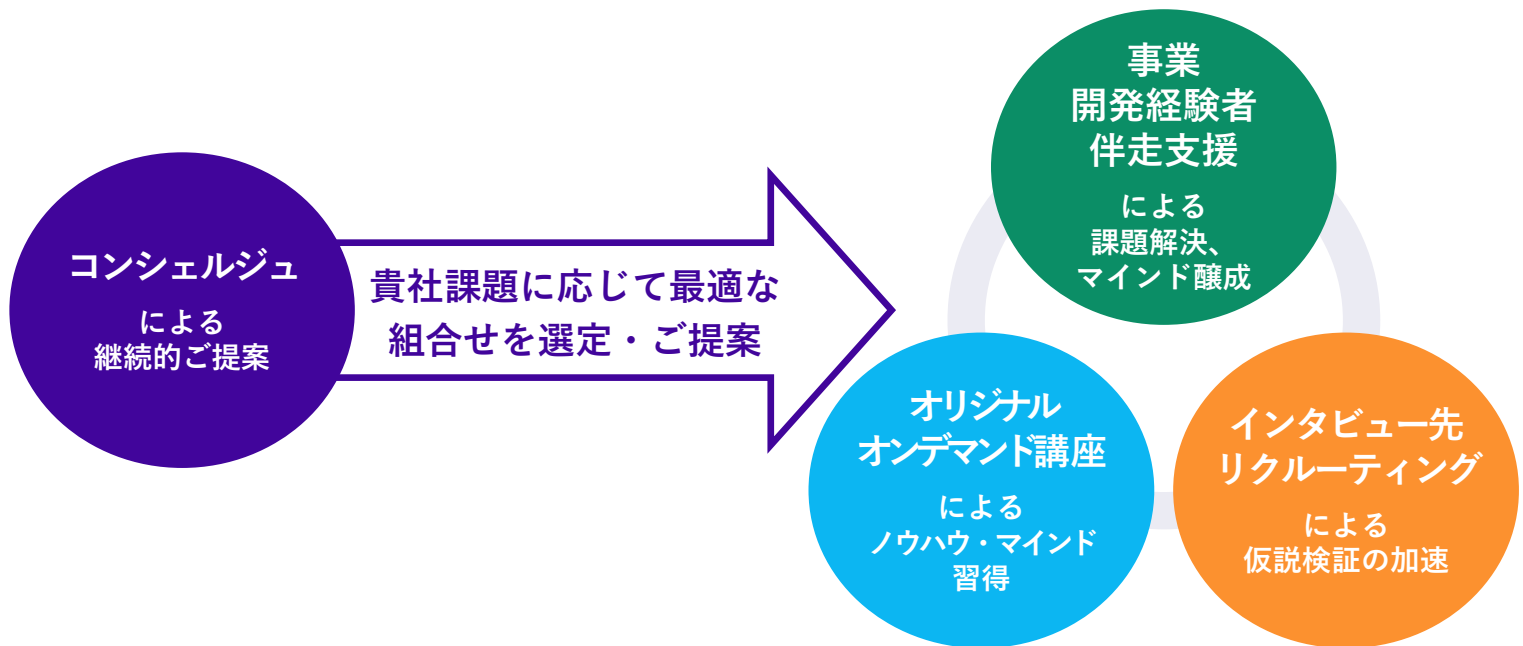 コンシェルジュ
による
継続的ご提案
貴社課題に応じて最適な
組合せを選定・ご提案
事業
開発経験者
伴走支援
による
課題解決、
マインド醸成
オリジナル
オンデマンド講座
による
ノウハウ・マインド
習得
インタビュー先
リクルーティング
による
仮説検証の加速